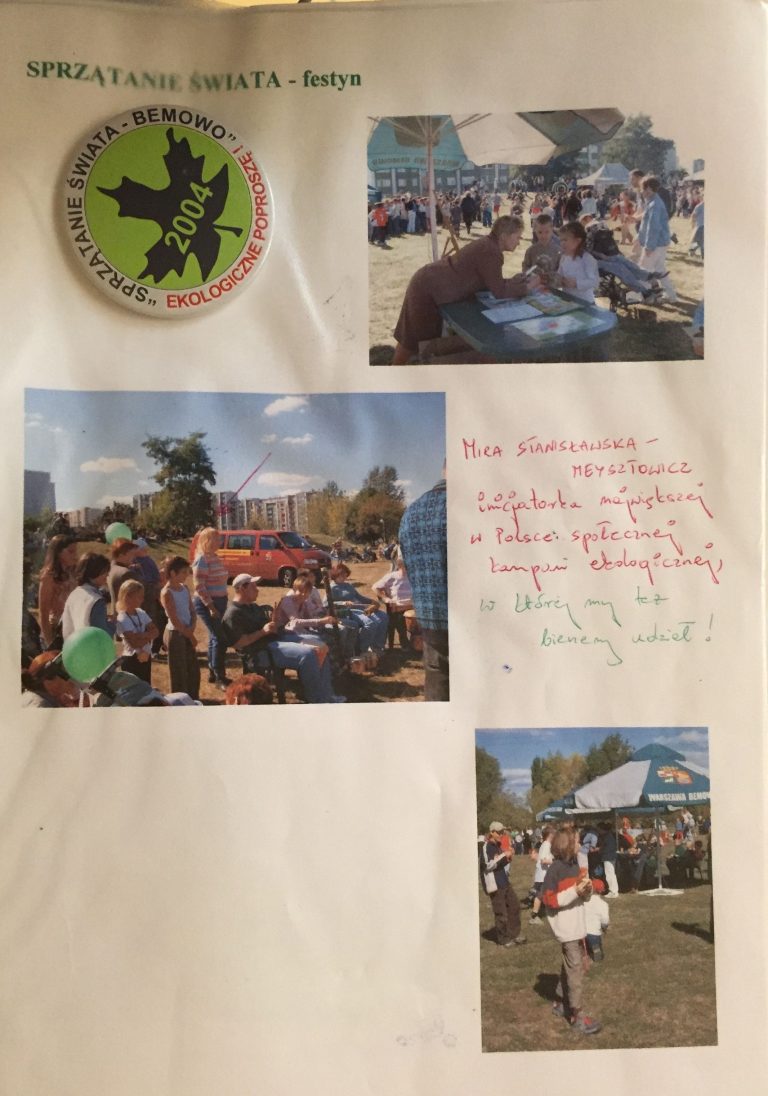 SPRZĄTANIE ŚWIATA - festyn
"SPRZĄTANIE ŚWIATA - BEMOWO"
2004
EKOLOGICZNE POPROSZĘ!
MIRA STANISŁAWSKA -
MEYSZTOWICZ
inicjatorka największej
w Polsce społecznej
kampanii ekologicznej,
w której my też
bierzemy udział!
WARSZAWA BEMO